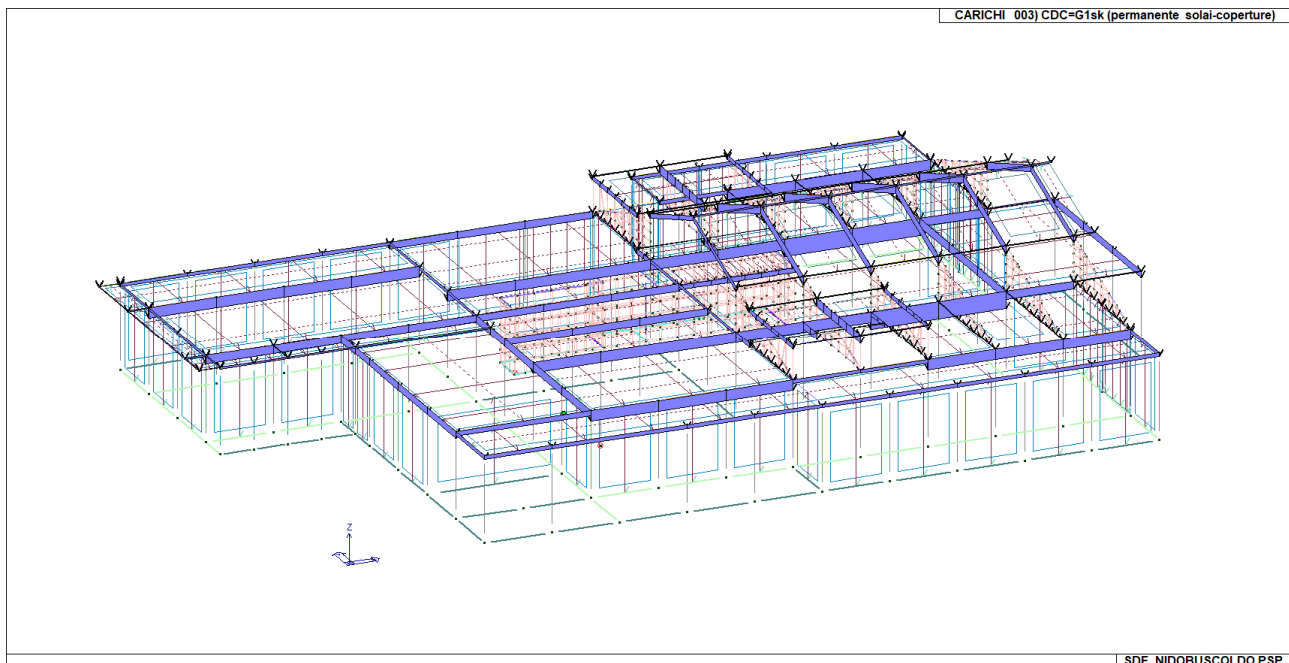 CARICHI 003) CDC=G1sk (permanente solai-coperture)
Z
SDF NIDOBUSCOLDO.PSP